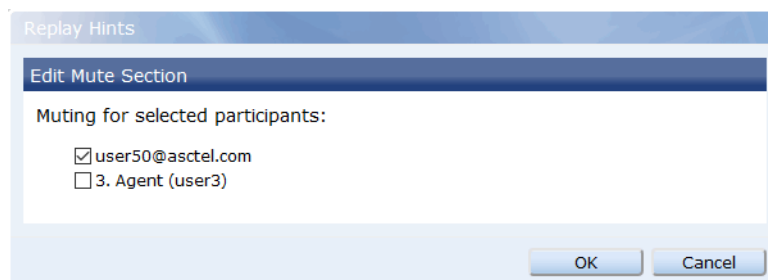 Replay Hints
Edit Mute Section
Muting for selected participants:
user50@asctel.com
3. Agent (user3)
OK Cancel